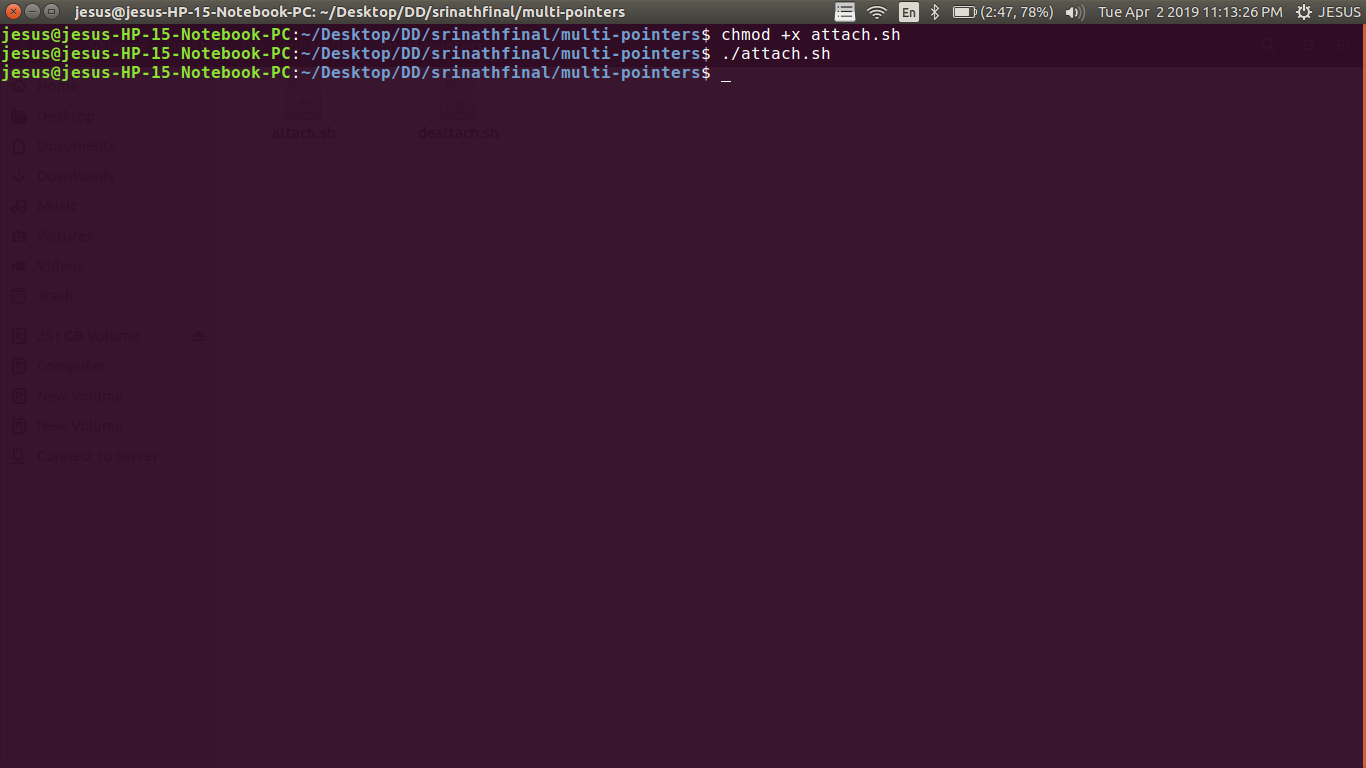 jesus@jesus-HP-15-Notebook-PC: ~/Desktop/DD/srinathfinal/multi-pointers En (2:47, 78%) Tue Apr 2 2019 11:13:26 PM JESUS
jesus@jesus-HP-15-Notebook-PC:~/Desktop/DD/srinathfinal/multi-pointers$ chmod +x attach.sh
jesus@jesus-HP-15-Notebook-PC:~/Desktop/DD/srinathfinal/multi-pointers$ ./attach.sh
jesus@jesus-HP-15-Notebook-PC:~/Desktop/DD/srinathfinal/multi-pointers$ _
Home
Desktop
attach.sh deattach.sh
Documents
Downloads
Music
Pictures
Videos
Trash
251 GB Volume
Computer
New Volume
New Volume
Connect to Server